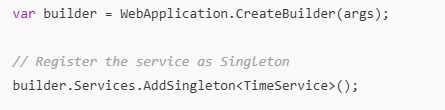 var builder = WebApplication.CreateBuilder(args);
// Register the service as Singleton
builder.Services.AddSingleton<TimeService>();